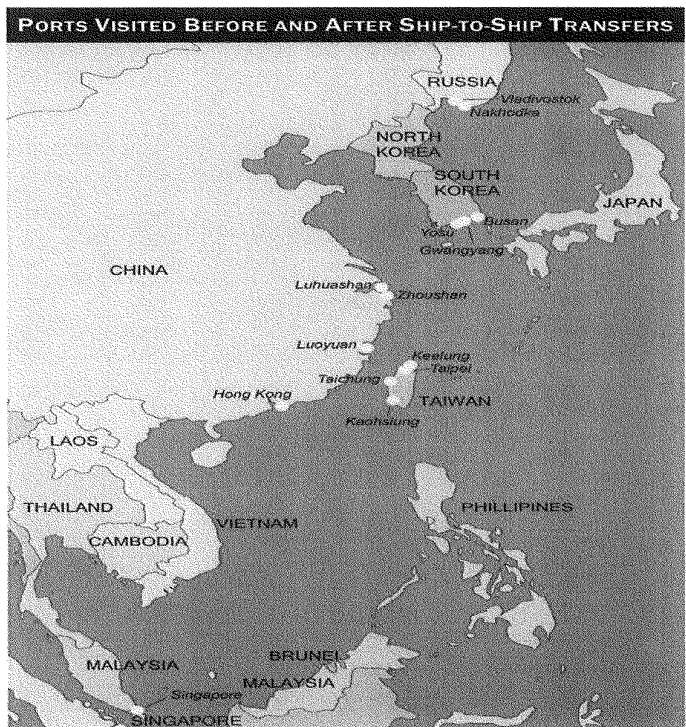 PORTS VISITED BEFORE AND AFTER SHIP-TO-SHIP TRANSFERS
RUSSIA
Vladivostok
Nakhodka
NORTH
KOREA
SOUTH
KOREA
JAPAN
Busan
Yosu
Gwangyang
CHINA
Luhuashan
Zhoushan
Luoyuan
Keelung
Taipei
Taichung
Hong Kong
TAIWAN
Kaohsiung
LAOS
THAILAND
VIETNAM
PHILLIPINES
CAMBODIA
BRUNEI
MALAYSIA
MALAYSIA
Singapore
SINGAPORE